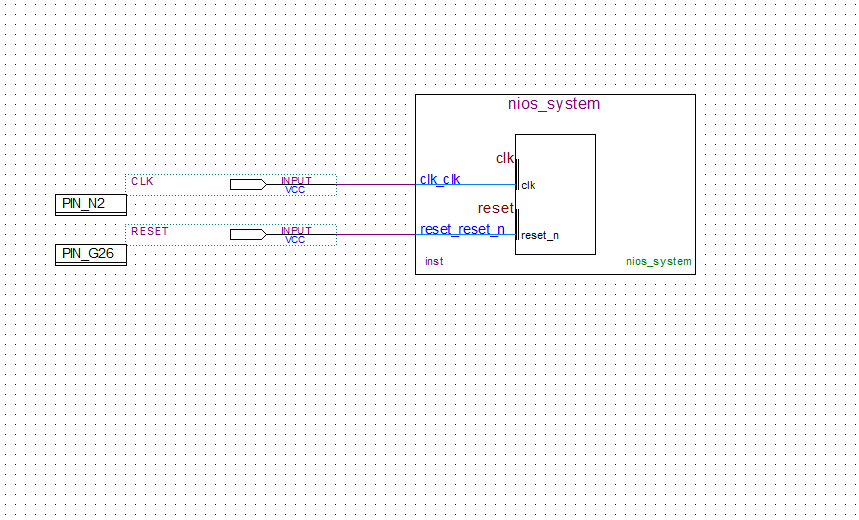 nios_system
clk
CLK
INPUT
VCC
clk_clk
clk
PIN_N2
reset
RESET
INPUT
VCC
reset_reset_n
reset_n
PIN_G26
inst
nios_system